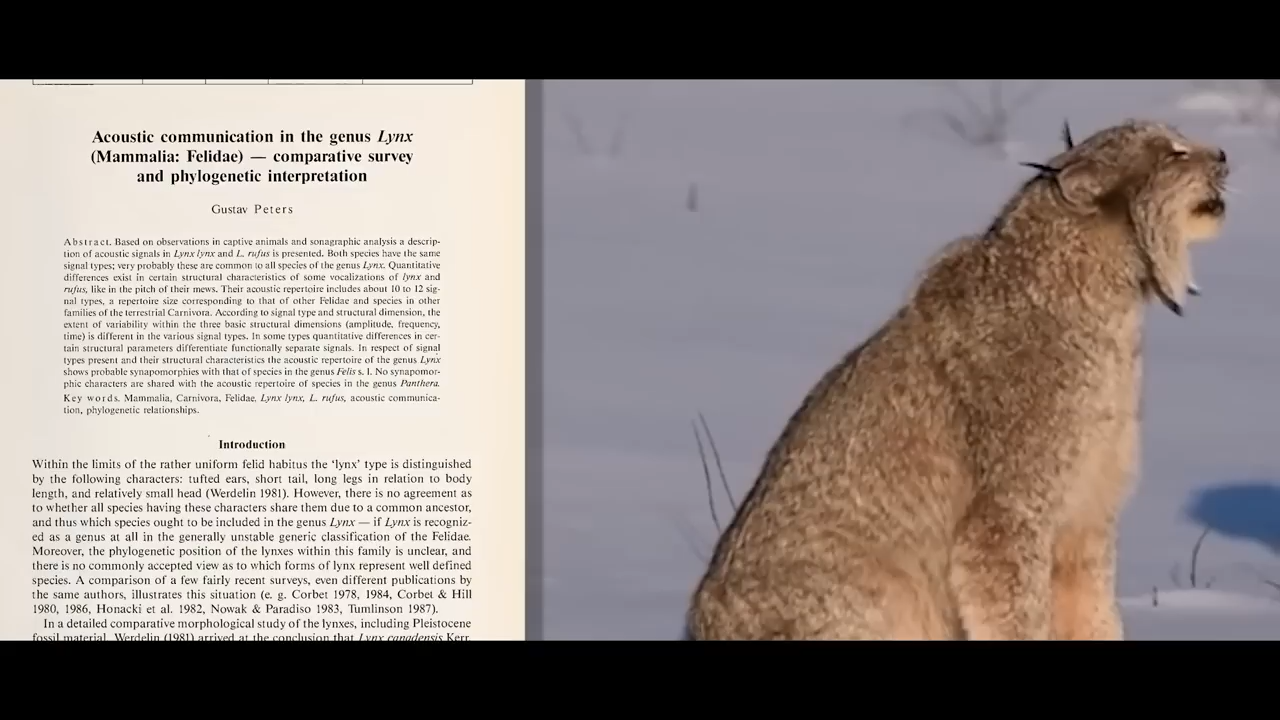 Acoustic communication in the genus Lynx
(Mammalia: Felidae) — comparative survey
and phylogenetic interpretation
Gustav Peters
Abstract. Based on observations in captive animals and sonagraphic analysis a descrip-
tion of acoustic signals in Lynx lynx and L. rufus is presented. Both species have the same
signal types; very probably these are common to all species of the genus Lynx. Quantitative
differences exist in certain structural characteristics of some vocalizations of lynx and
rufus, like in the pitch of their mews. Their acoustic repertoire includes about 10 to 12 sig-
nal types, a repertoire size corresponding to that of other Felidae and species in other
families of the terrestrial Carnivora. According to signal type and structural dimension, the
extent of variability within the three basic structural dimensions (amplitude, frequency,
time) is different in the various signal types. In some types quantitative differences in cer-
tain structural parameters differentiate functionally separate signals. In respect of signal
types present and their structural characteristics the acoustic repertoire of the genus Lynx
shows probable synapomorphies with that of species in the genus Felis s. l. No synapomor-
phic characters are shared with the acoustic repertoire of species in the genus Panthera.
Key words. Mammalia, Carnivora, Felidae, Lynx lynx, L. rufus, acoustic communica-
tion, phylogenetic relationships.
Introduction
Within the limits of the rather uniform felid habitus the ‘lynx’ type is distinguished
by the following characters: tufted ears, short tail, long legs in relation to body
length, and relatively small head (Werdelin 1981). However, there is no agreement as
to whether all species having these characters share them due to a common ancestor,
and thus which species ought to be included in the genus Lynx — if Lynx is recogniz-
ed as a genus at all in the generally unstable generic classification of the Felidae.
Moreover, the phylogenetic position of the lynxes within this family is unclear, and
there is no commonly accepted view as to which forms of lynx represent well defined
species. A comparison of a few fairly recent surveys, even different publications by
the same authors, illustrates this situation (e. g. Corbet 1978, 1984, Corbet & Hill
1980, 1986, Honacki et al. 1982, Nowak & Paradiso 1983, Tumlinson 1987).
In a detailed comparative morphological study of the lynxes, including Pleistocene
fossil material, Werdelin (1981) arrived at the conclusion that Lynx canadensis Kerr,